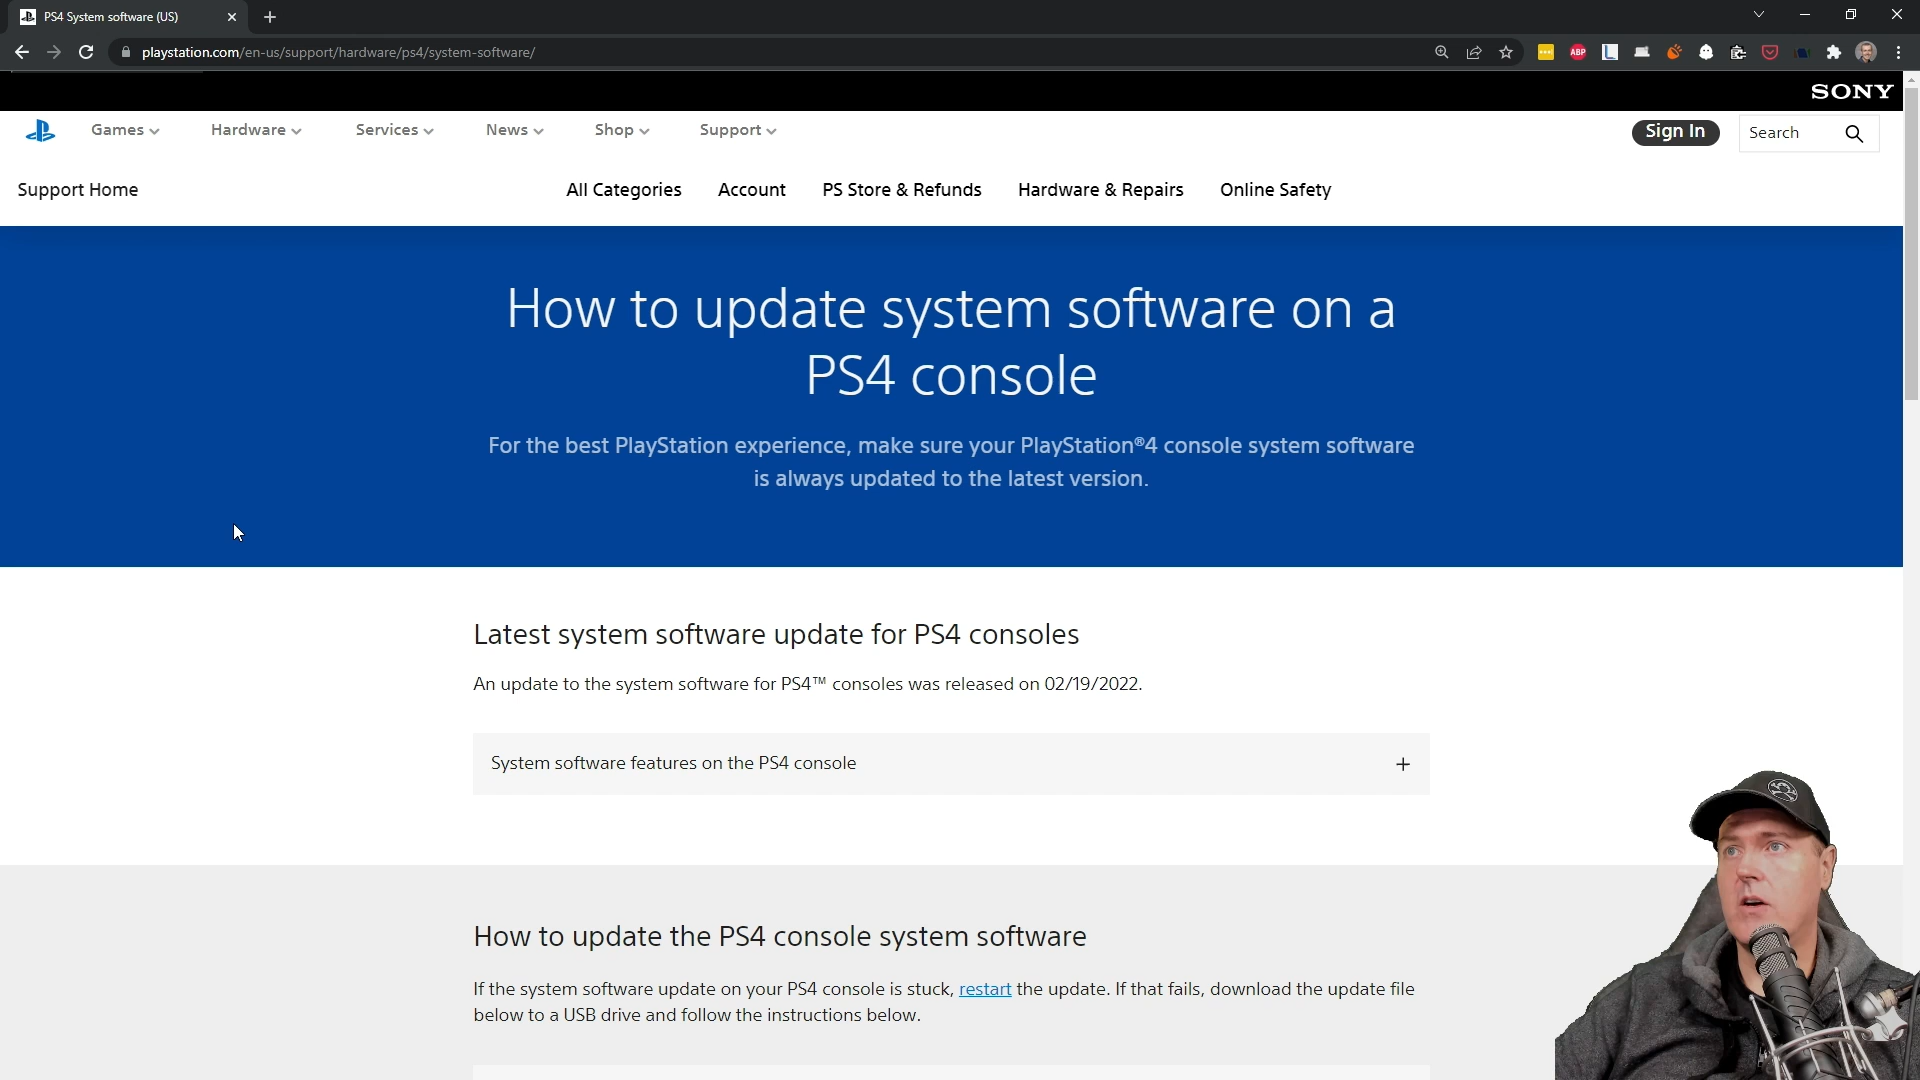 PS4 System software (US)
playstation.com/en-us/support/hardware/ps4/system-software/
ABP
SONY
Games
Hardware
Services
News
Shop
Support
Sign In
Search
Support Home
All Categories
Account
PS Store & Refunds
Hardware & Repairs
Online Safety
How to update system software on a
PS4 console
For the best PlayStation experience, make sure your PlayStation®4 console system software
is always updated to the latest version.
Latest system software update for PS4 consoles
An update to the system software for PS4™ consoles was released on 02/19/2022.
System software features on the PS4 console
How to update the PS4 console system software
If the system software update on your PS4 console is stuck, restart the update. If that fails, download the update file
below to a USB drive and follow the instructions below.